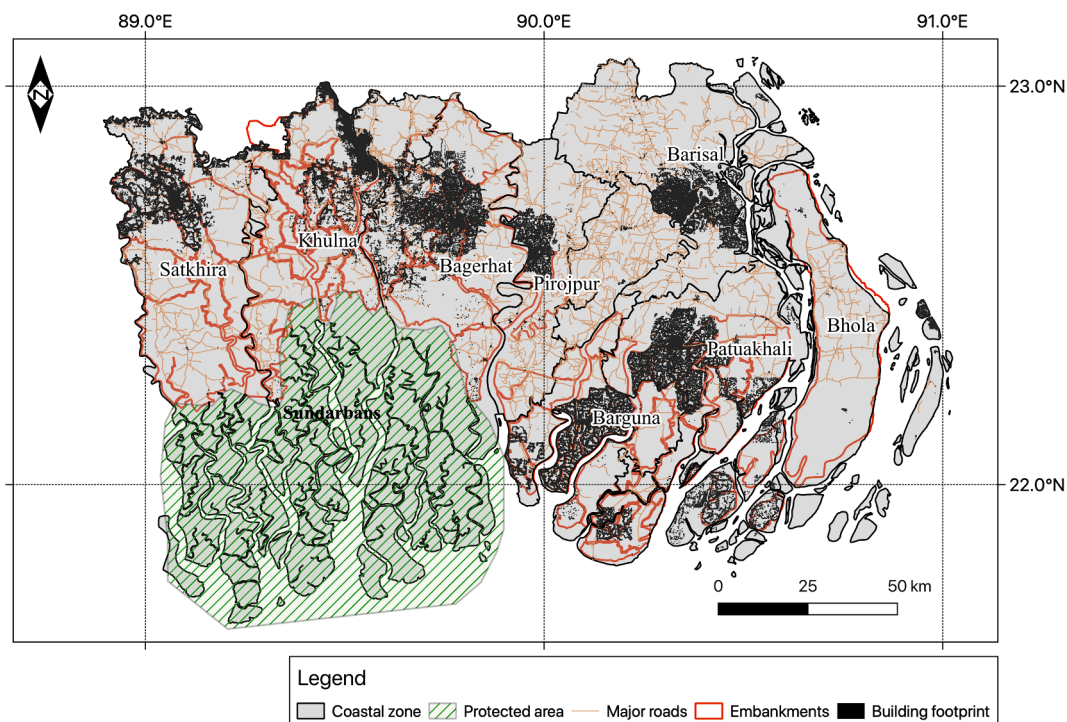 89.0°E 90.0°E 91.0°E
N
23.0°N
Barisal
Khulna
Satkhira
Bagerhat
Pirojpur
Bhola
Patuakhali
Sundarbans
Barguna
22.0°N
0 25 50 km
Legend
Coastal zone Protected area Major roads Embankments Building footprint